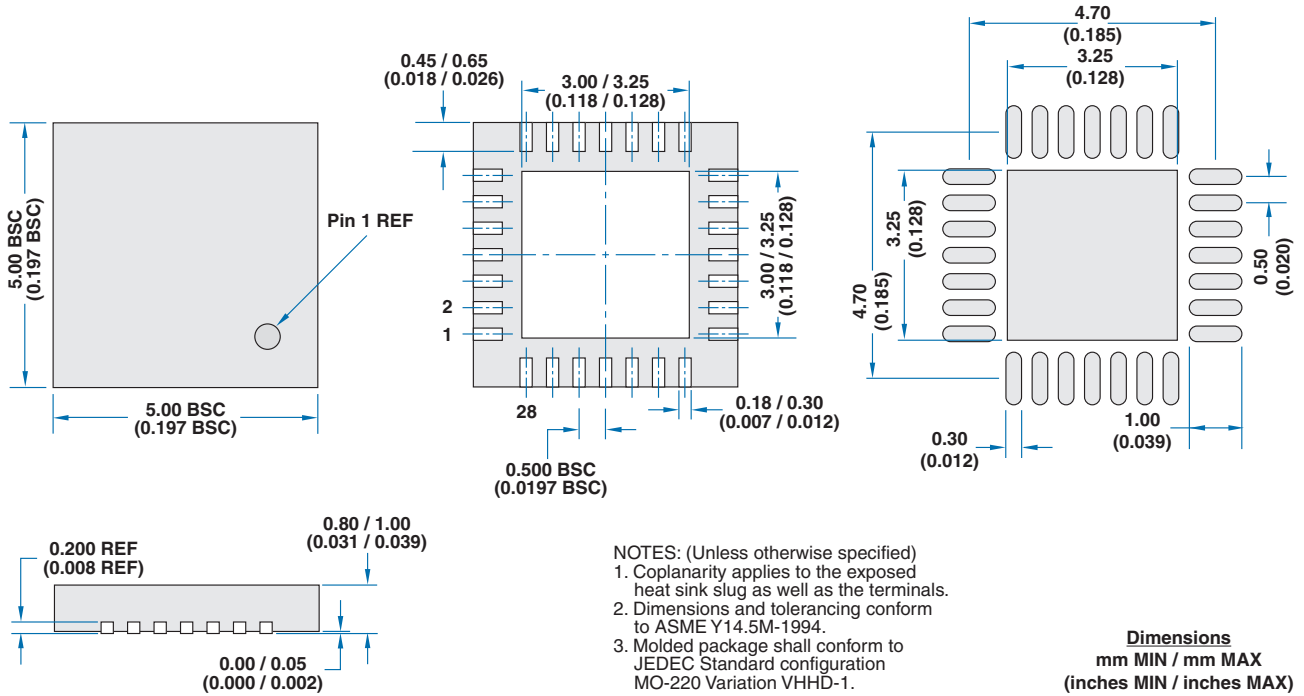 5.00 BSC
(0.197 BSC)
Pin 1 REF
5.00 BSC
(0.197 BSC)
0.45 / 0.65
(0.018 / 0.026)
3.00 / 3.25
(0.118 / 0.128)
3.00 / 3.25
(0.118 / 0.128)
2
1
28
0.18 / 0.30
(0.007 / 0.012)
0.500 BSC
(0.0197 BSC)
4.70
(0.185)
3.25
(0.128)
4.70
(0.185)
3.25
(0.128)
0.50
(0.020)
0.30
(0.012)
1.00
(0.039)
0.200 REF
(0.008 REF)
0.80 / 1.00
(0.031 / 0.039)
0.00 / 0.05
(0.000 / 0.002)
NOTES: (Unless otherwise specified)
1. Coplanarity applies to the exposed
heat sink slug as well as the terminals.
2. Dimensions and tolerancing conform
to ASME Y14.5M-1994.
3. Molded package shall conform to
JEDEC Standard configuration
MO-220 Variation VHHD-1.
Dimensions
mm MIN / mm MAX
(inches MIN / inches MAX)